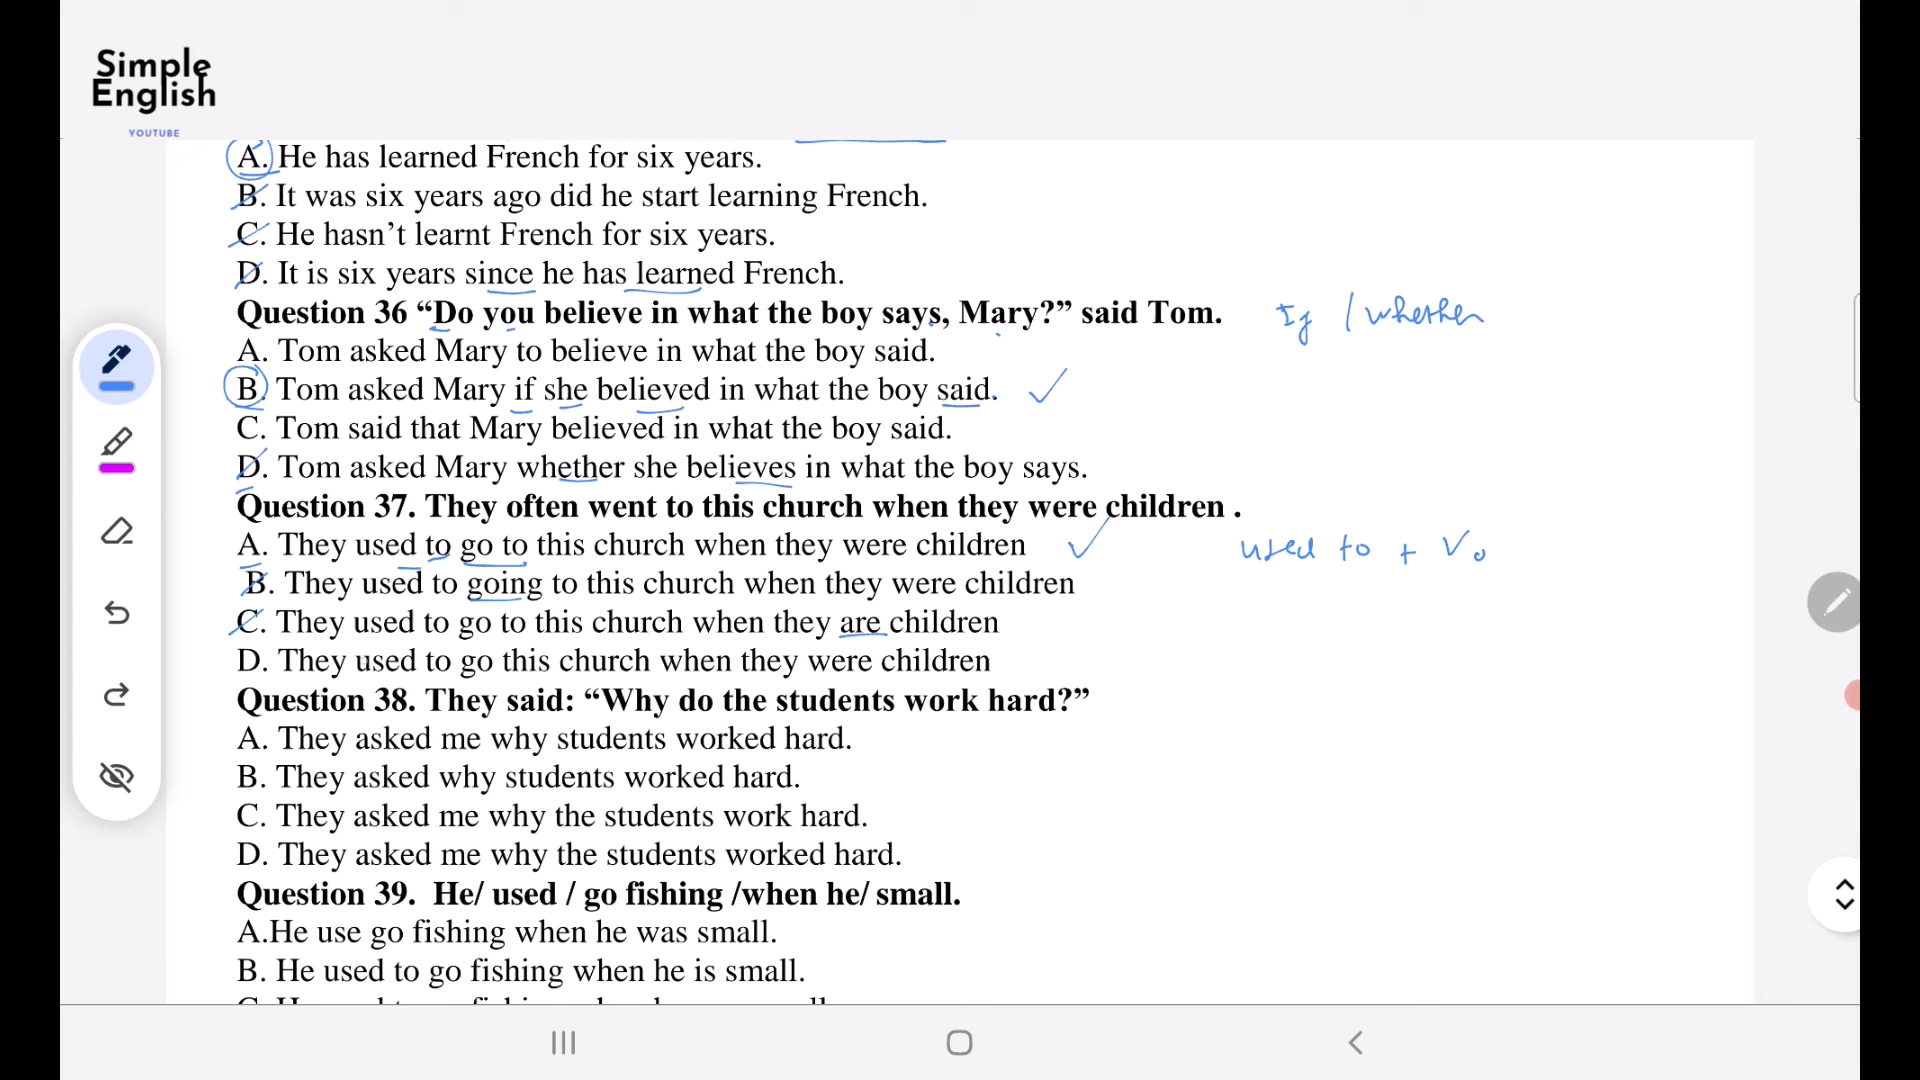 Simple
English
YOUTUBE
A. He has learned French for six years.
B. It was six years ago did he start learning French.
C. He hasn’t learnt French for six years.
D. It is six years since he has learned French.
Question 36 “Do you believe in what the boy says, Mary?” said Tom. If / whether
A. Tom asked Mary to believe in what the boy said.
B. Tom asked Mary if she believed in what the boy said.
C. Tom said that Mary believed in what the boy said.
D. Tom asked Mary whether she believes in what the boy says.
Question 37. They often went to this church when they were children .
A. They used to go to this church when they were children used to + Vo
B. They used to going to this church when they were children
C. They used to go to this church when they are children
D. They used to go this church when they were children
Question 38. They said: “Why do the students work hard?”
A. They asked me why students worked hard.
B. They asked why students worked hard.
C. They asked me why the students work hard.
D. They asked me why the students worked hard.
Question 39. He/ used / go fishing /when he/ small.
A.He use go fishing when he was small.
B. He used to go fishing when he is small.